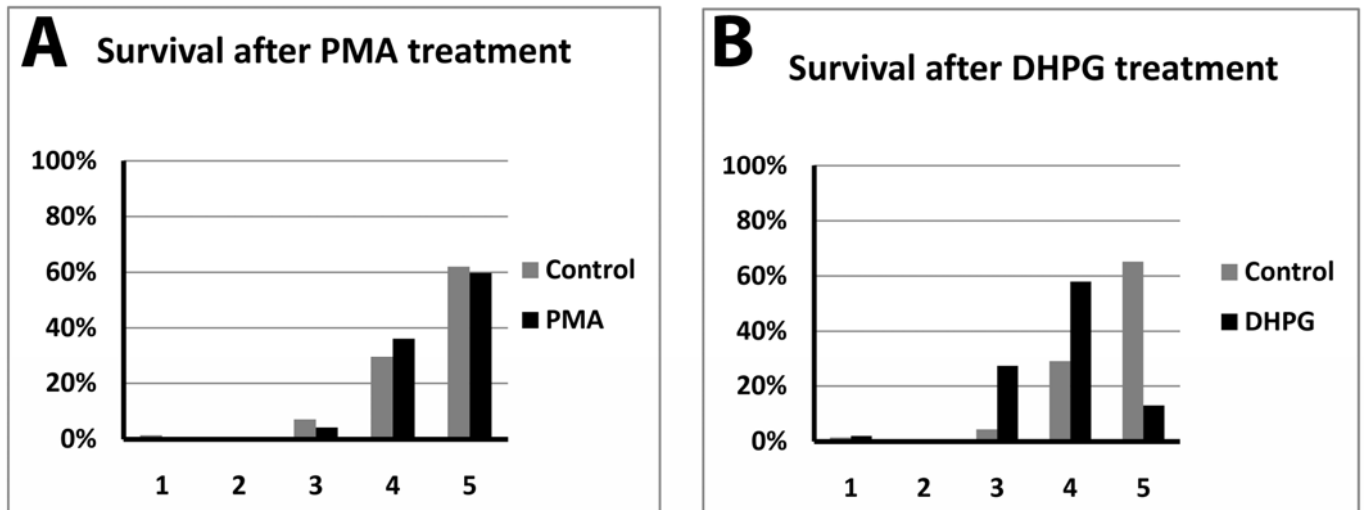 A Survival after PMA treatment
100%
80%
60%
40%
20%
0%
1 2 3 4 5
Control
PMA
B Survival after DHPG treatment
100%
80%
60%
40%
20%
0%
1 2 3 4 5
Control
DHPG